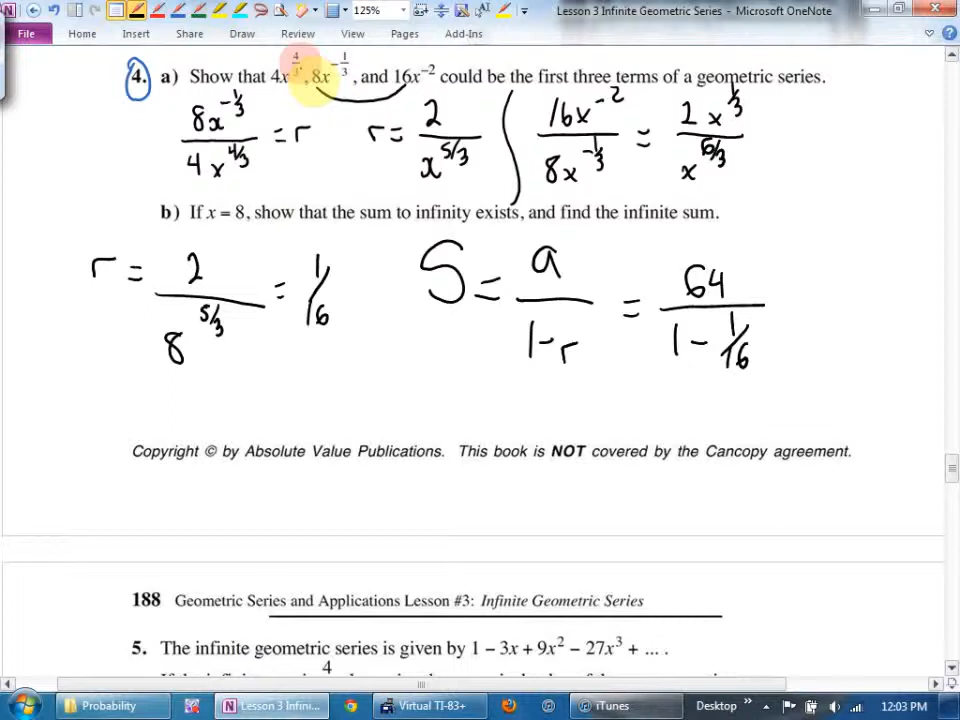 125% Lesson 3 Infinite Geometric Series - Microsoft OneNote
File Home Insert Share Draw Review View Pages Add-Ins
4. a) Show that 4x^(4/3), 8x^(-1/3), and 16x^(-2) could be the first three terms of a geometric series.
8x^(-1/3) / 4x^(4/3) = r   r = 2 / x^(5/3)   16x^(-2) / 8x^(-1/3) = 2x^(1/3) / x^(6/3)
b) If x = 8, show that the sum to infinity exists, and find the infinite sum.
r = 2 / 8^(5/3) = 1/16   S = a / 1-r = 64 / 1 - 1/16
Copyright © by Absolute Value Publications. This book is NOT covered by the Cancopy agreement.
188 Geometric Series and Applications Lesson #3: Infinite Geometric Series
5. The infinite geometric series is given by 1 − 3x + 9x² − 27x³ + ... .
4
Probability Lesson 3 Infini... Virtual TI-83+ iTunes Desktop 12:03 PM